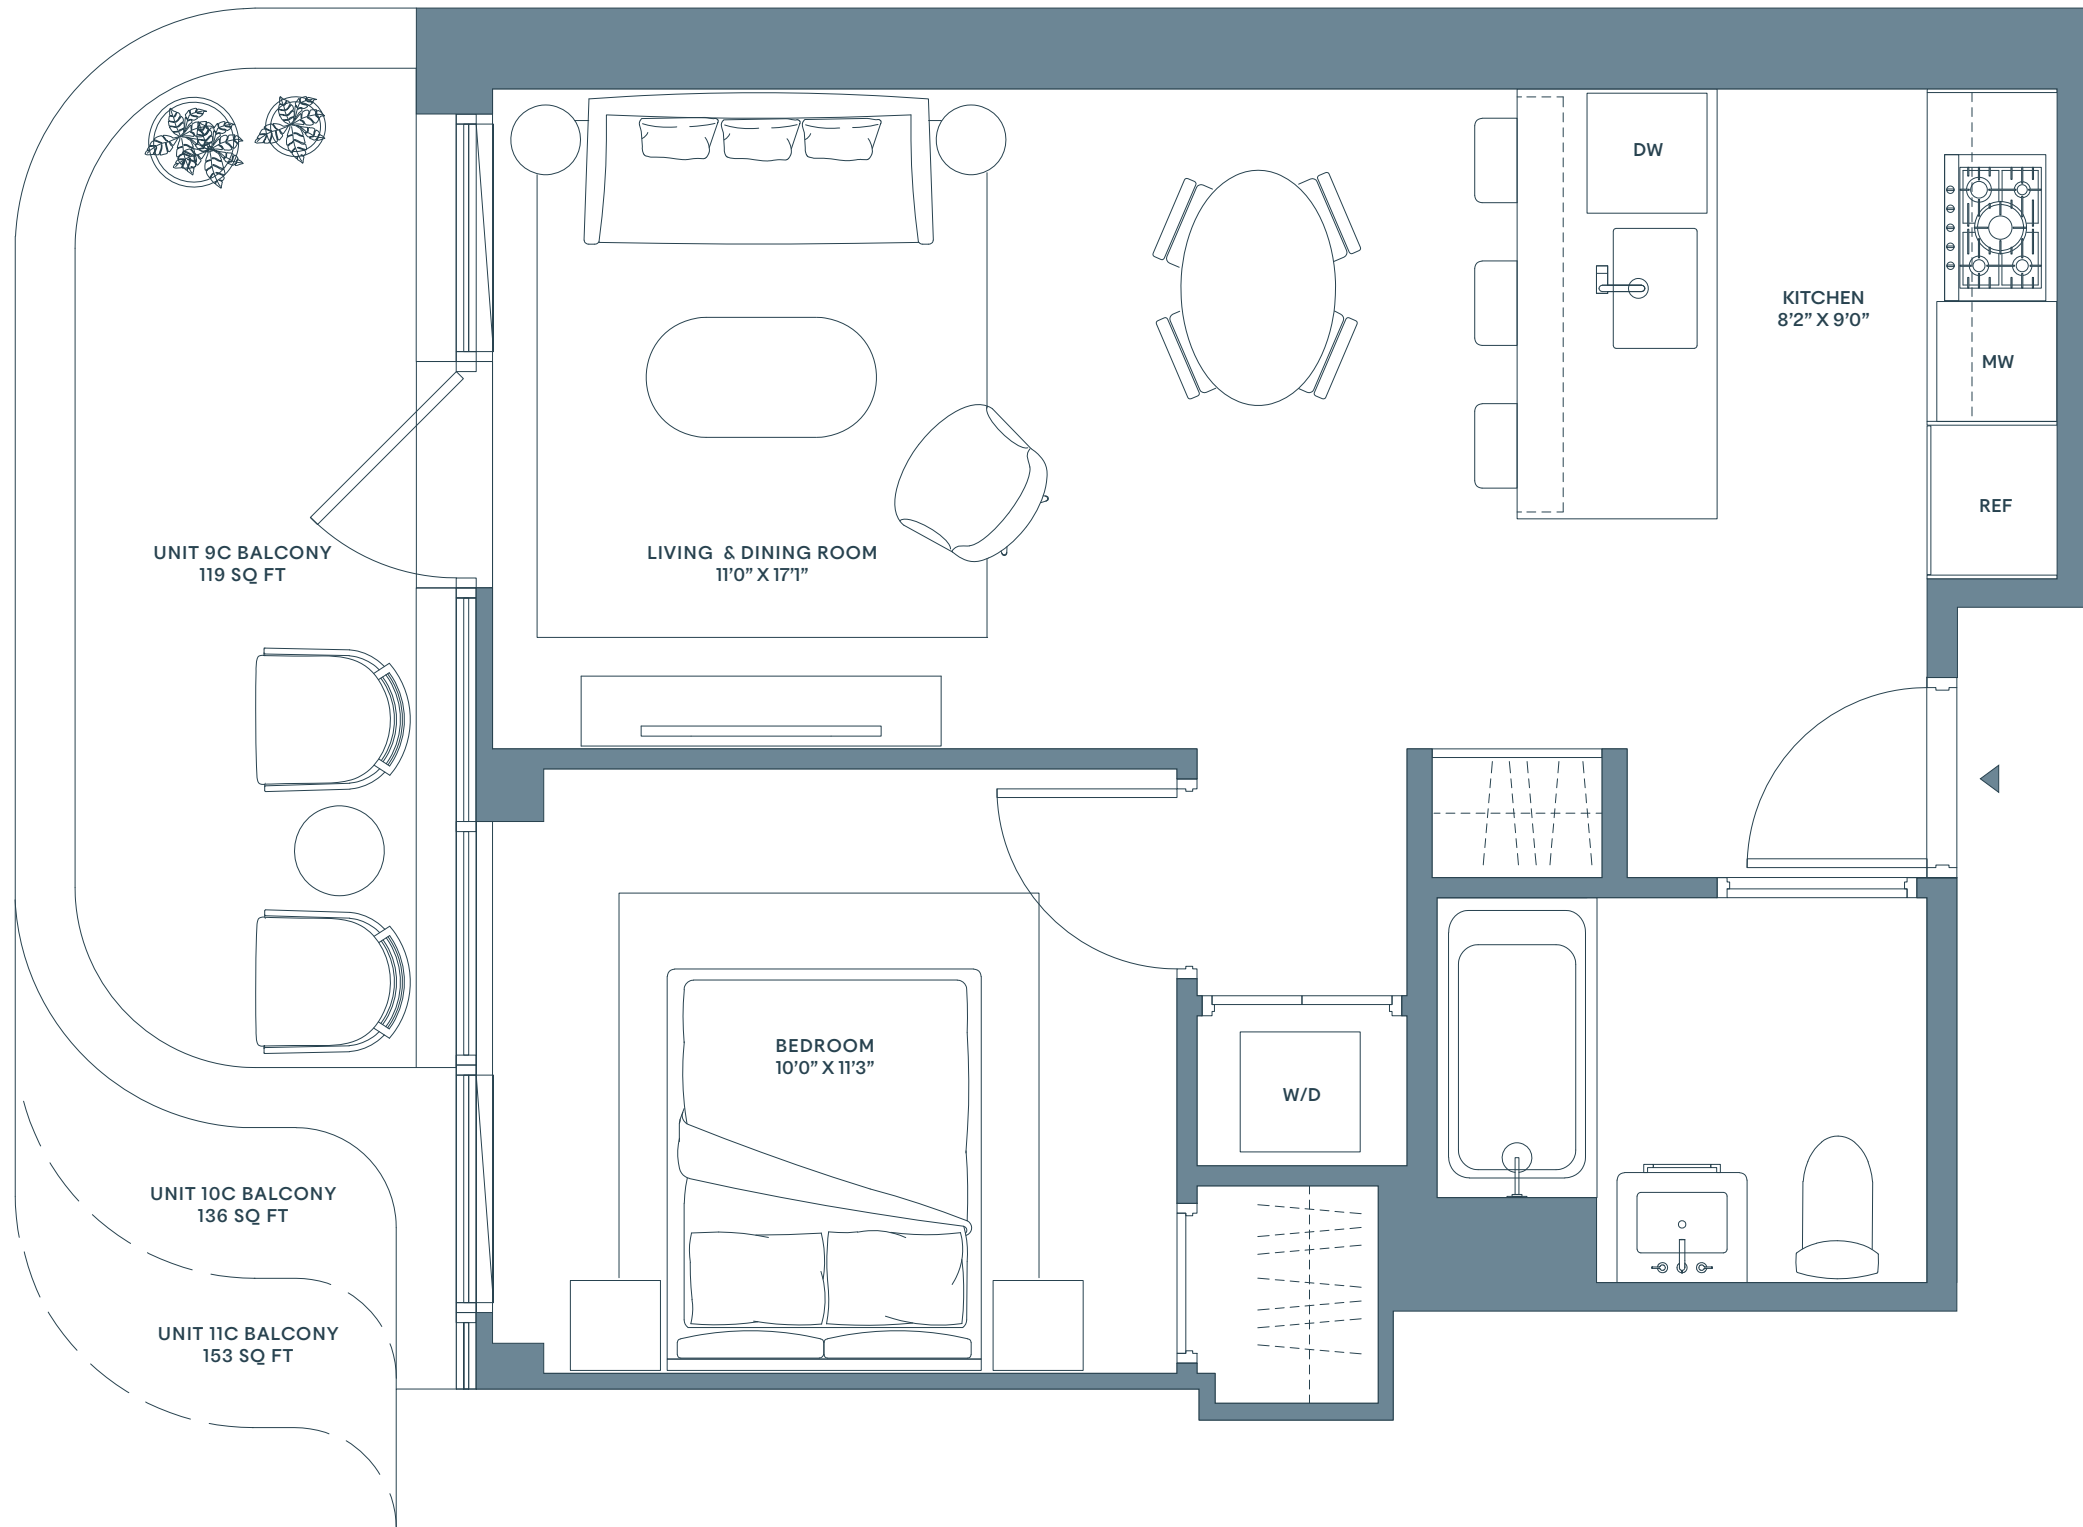 DW
KITCHEN
8’2” X 9’0”
MW
REF
UNIT 9C BALCONY
119 SQ FT
LIVING & DINING ROOM
11’0” X 17’1”
BEDROOM
10’0” X 11’3”
W/D
UNIT 10C BALCONY
136 SQ FT
UNIT 11C BALCONY
153 SQ FT